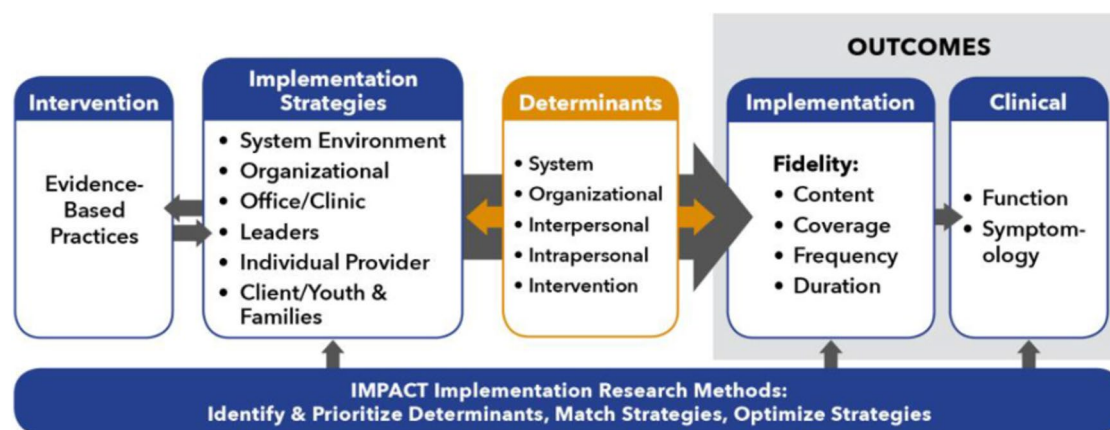 OUTCOMES
Intervention
Evidence-
Based
Practices
Implementation
Strategies
• System Environment
• Organizational
• Office/Clinic
• Leaders
• Individual Provider
• Client/Youth &
Families
Determinants
• System
• Organizational
• Interpersonal
• Intrapersonal
• Intervention
Implementation
Fidelity:
• Content
• Coverage
• Frequency
• Duration
Clinical
• Function
• Symptom-
ology
IMPACT Implementation Research Methods:
Identify & Prioritize Determinants, Match Strategies, Optimize Strategies